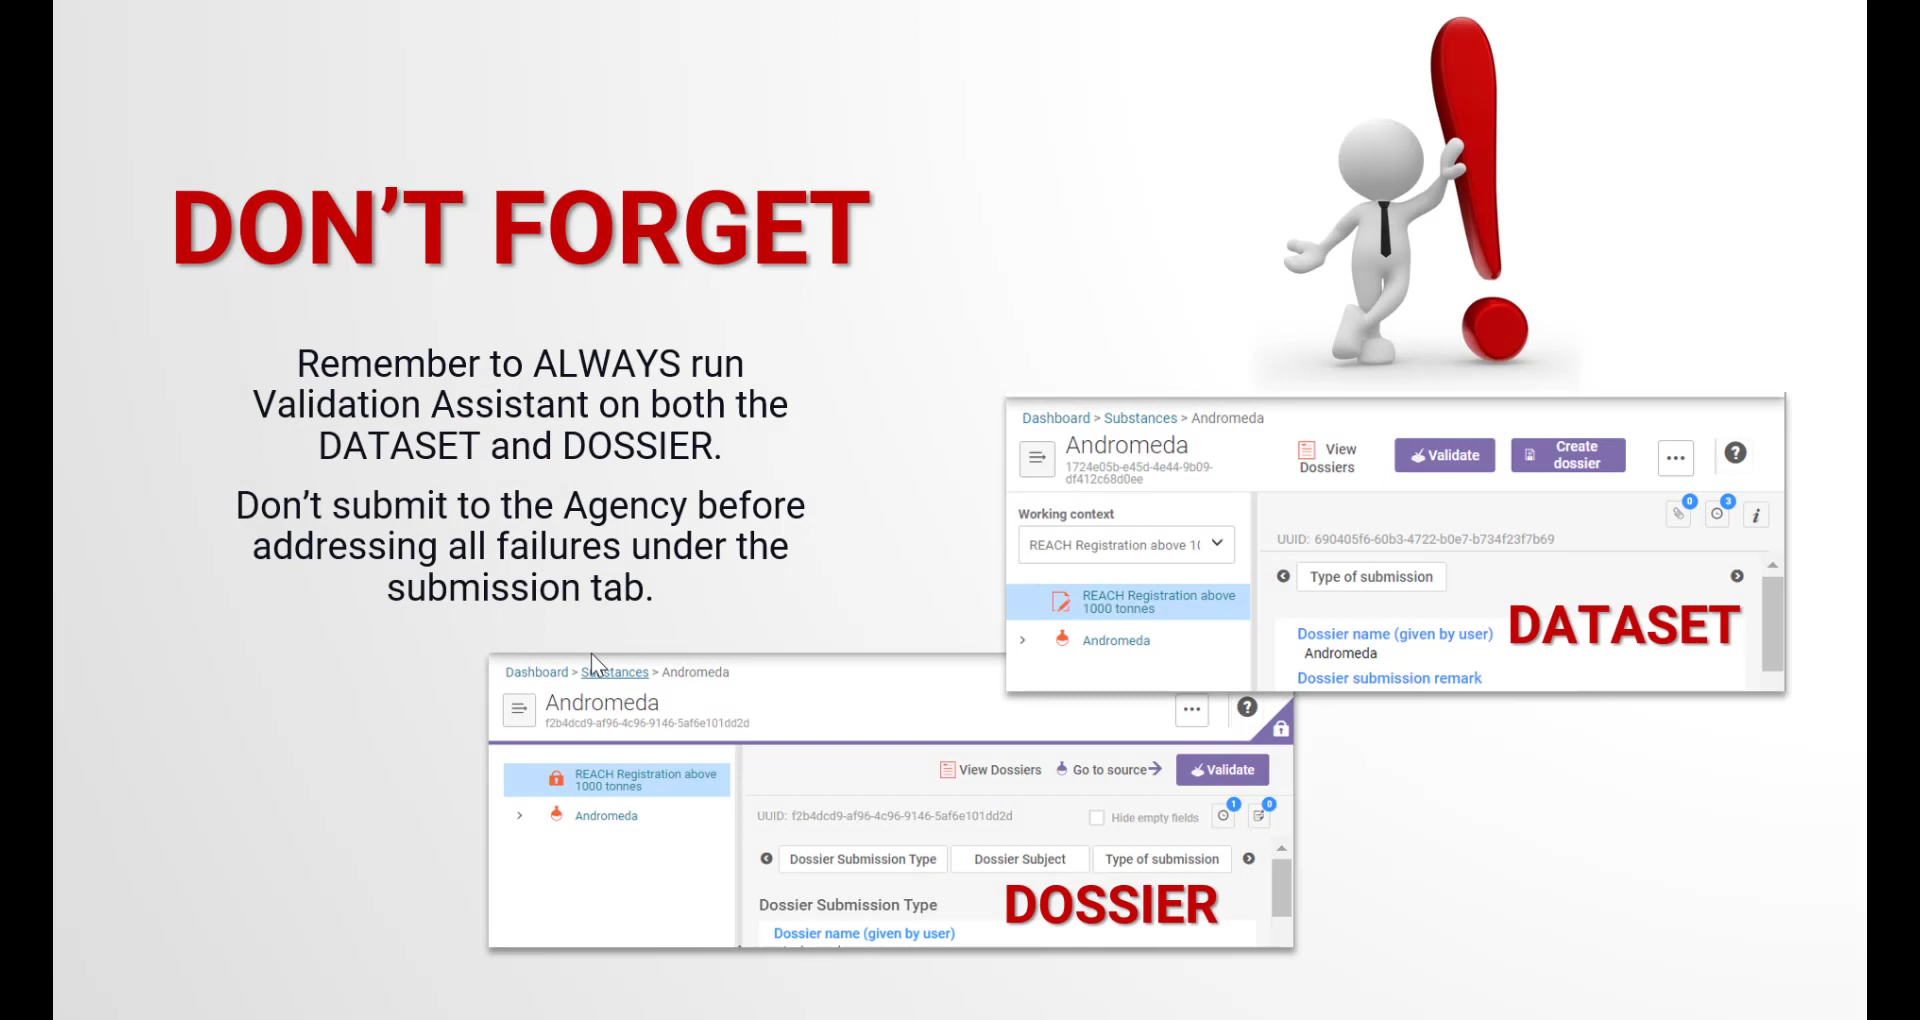 DON’T FORGET
Remember to ALWAYS run
Validation Assistant on both the
DATASET and DOSSIER.
Don’t submit to the Agency before
addressing all failures under the
submission tab.
Dashboard > Substances > Andromeda
Andromeda
1724e05b-e45d-4e44-9b09-
df412c68d0ee
View
Dossiers
Validate
Create
dossier
...
?
0
3
i
Working context
REACH Registration above 1(
UUID: 690405f6-60b3-4722-b0e7-b734f23f7b69
Type of submission
REACH Registration above
1000 tonnes
Andromeda
Dossier name (given by user)
Andromeda
Dossier submission remark
DATASET
Dashboard > Substances > Andromeda
Andromeda
f2b4dcd9-af96-4c96-9146-5af6e101dd2d
...
?
REACH Registration above
1000 tonnes
Andromeda
View Dossiers
Go to source
Validate
UUID: f2b4dcd9-af96-4c96-9146-5af6e101dd2d
Hide empty fields
1
0
Dossier Submission Type
Dossier Subject
Type of submission
Dossier Submission Type
Dossier name (given by user)
DOSSIER